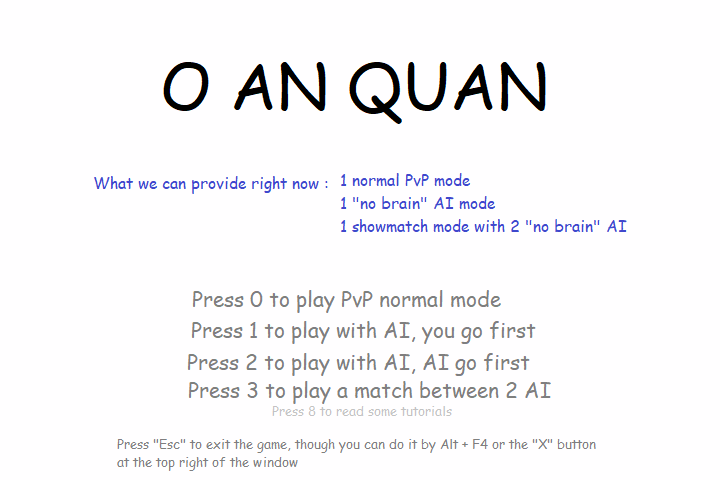 O AN QUAN
What we can provide right now : 1 normal PvP mode
1 "no brain" AI mode
1 showmatch mode with 2 "no brain" AI
Press 0 to play PvP normal mode
Press 1 to play with AI, you go first
Press 2 to play with AI, AI go first
Press 3 to play a match between 2 AI
Press 8 to read some tutorials
Press "Esc" to exit the game, though you can do it by Alt + F4 or the "X" button
at the top right of the window